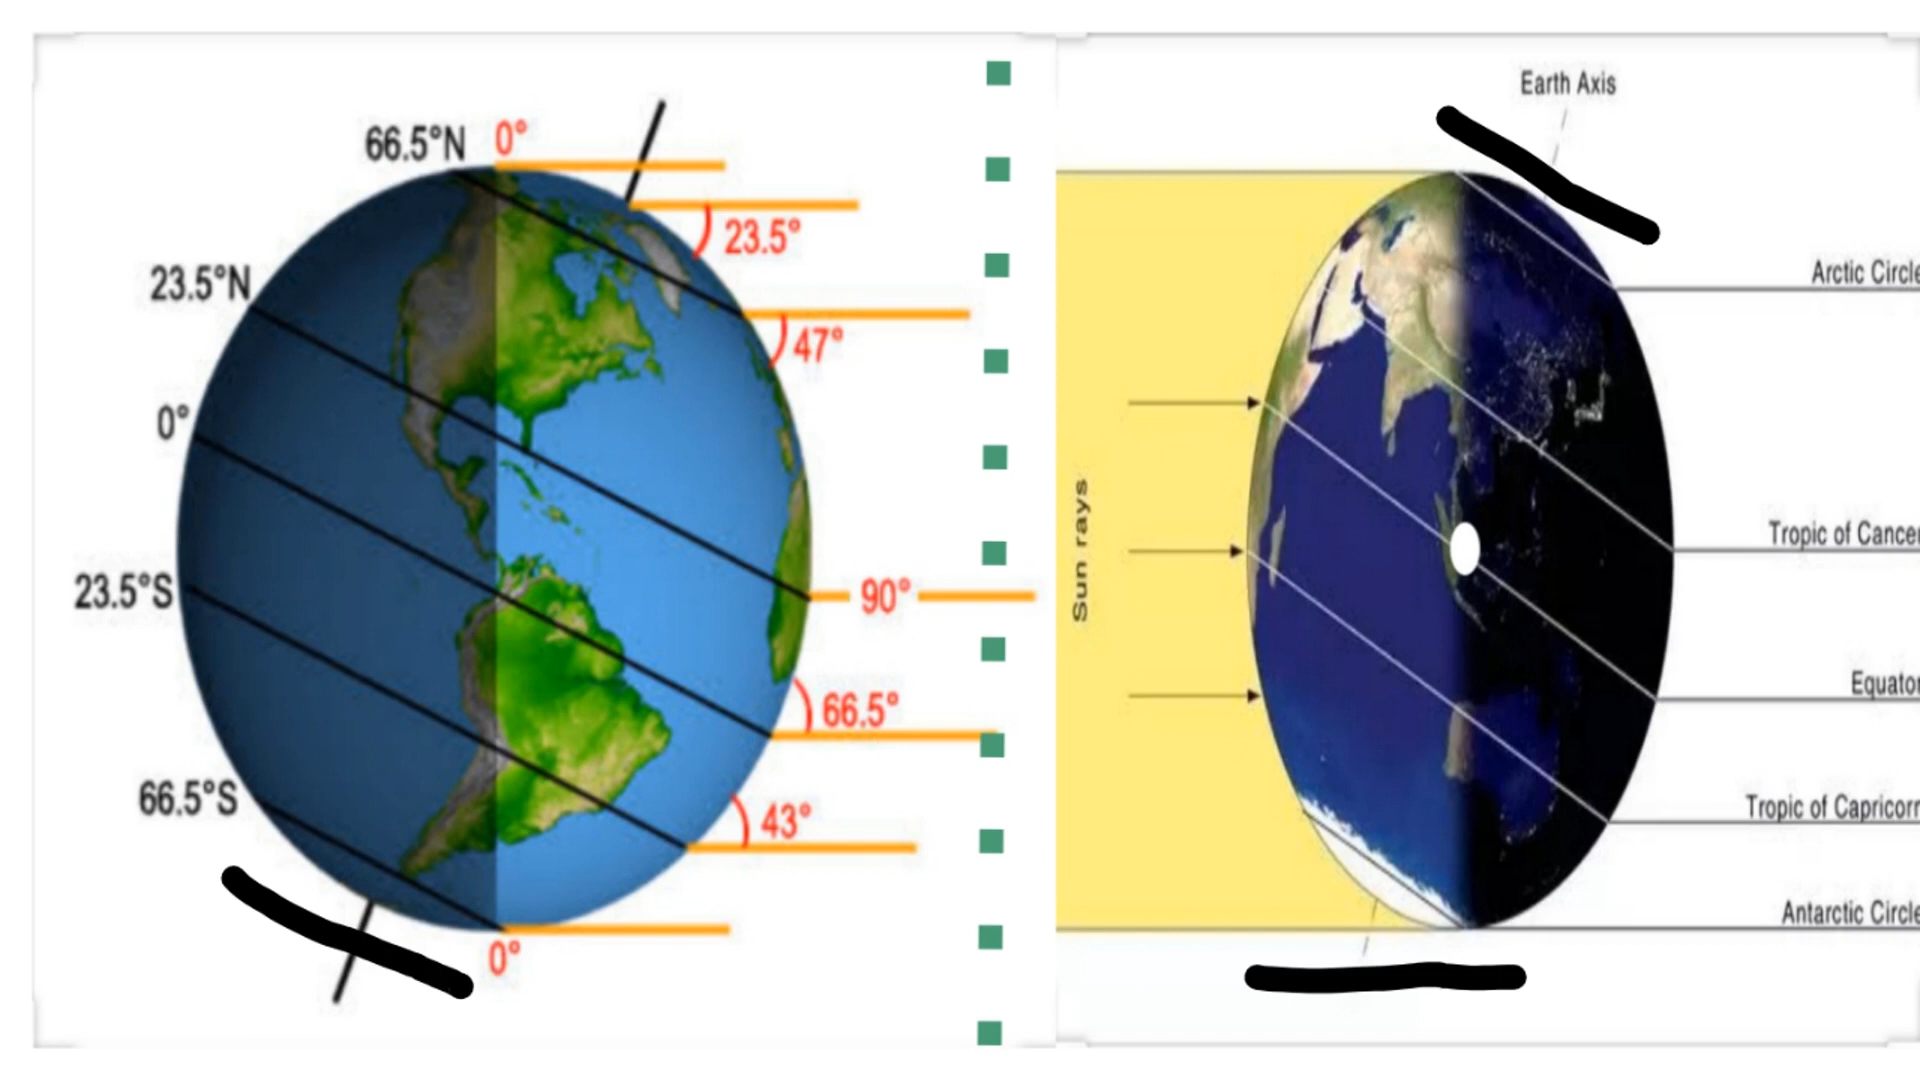 66.5°N
0°
23.5°
23.5°N
47°
0°
90°
23.5°S
66.5°
66.5°S
43°
0°
Earth Axis
Arctic Circle
Sun rays
Tropic of Cancer
Equator
Tropic of Capricorn
Antarctic Circle